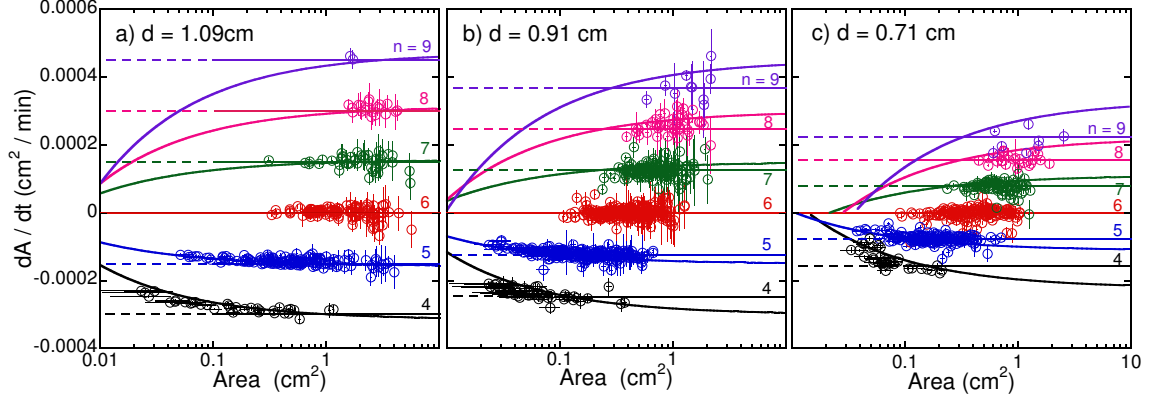 0.0006
0.0004
0.0002
0
-0.0002
-0.0004
dA / dt (cm² / min)
a) d = 1.09cm
n = 9
8
7
6
5
4
0.01
0.1
1
Area (cm²)
b) d = 0.91 cm
n = 9
8
7
6
5
4
0.1
1
Area (cm²)
c) d = 0.71 cm
n = 9
8
7
6
5
4
0.1
1
10
Area (cm²)